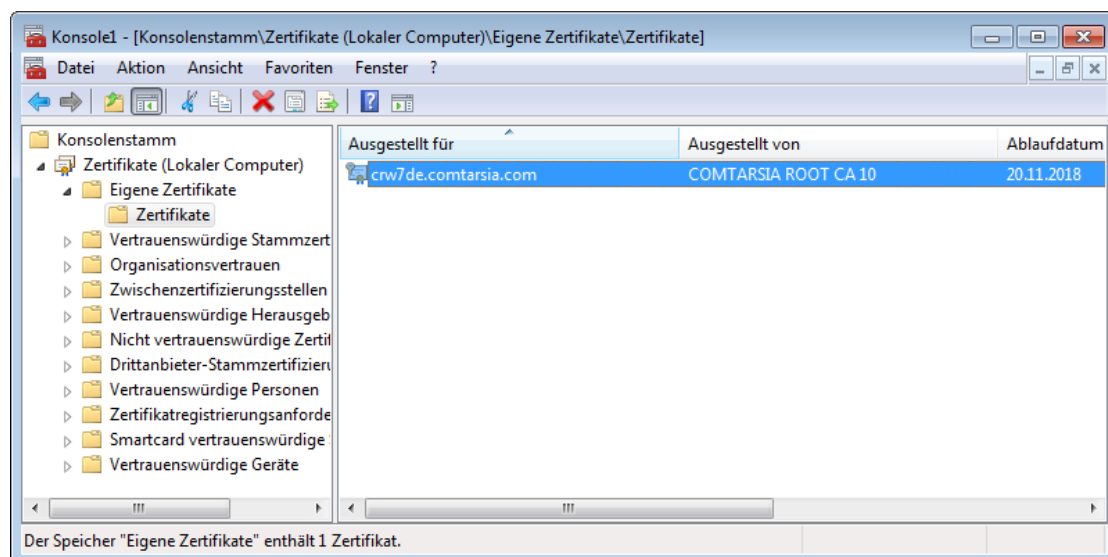 Konsole1 - [Konsolenstamm\Zertifikate (Lokaler Computer)\Eigene Zertifikate\Zertifikate]
Datei Aktion Ansicht Favoriten Fenster ?
Konsolenstamm
Zertifikate (Lokaler Computer)
Eigene Zertifikate
Zertifikate
Vertrauenswürdige Stammzert
Organisationsvertrauen
Zwischenzertifizierungsstellen
Vertrauenswürdige Herausgeb
Nicht vertrauenswürdige Zertif
Drittanbieter-Stammzertifizieru
Vertrauenswürdige Personen
Zertifikatregistrierungsanforde
Smartcard vertrauenswürdige
Vertrauenswürdige Geräte
Ausgestellt für Ausgestellt von Ablaufdatum
crw7de.comtarsia.com COMTARSIA ROOT CA 10 20.11.2018
Der Speicher "Eigene Zertifikate" enthält 1 Zertifikat.